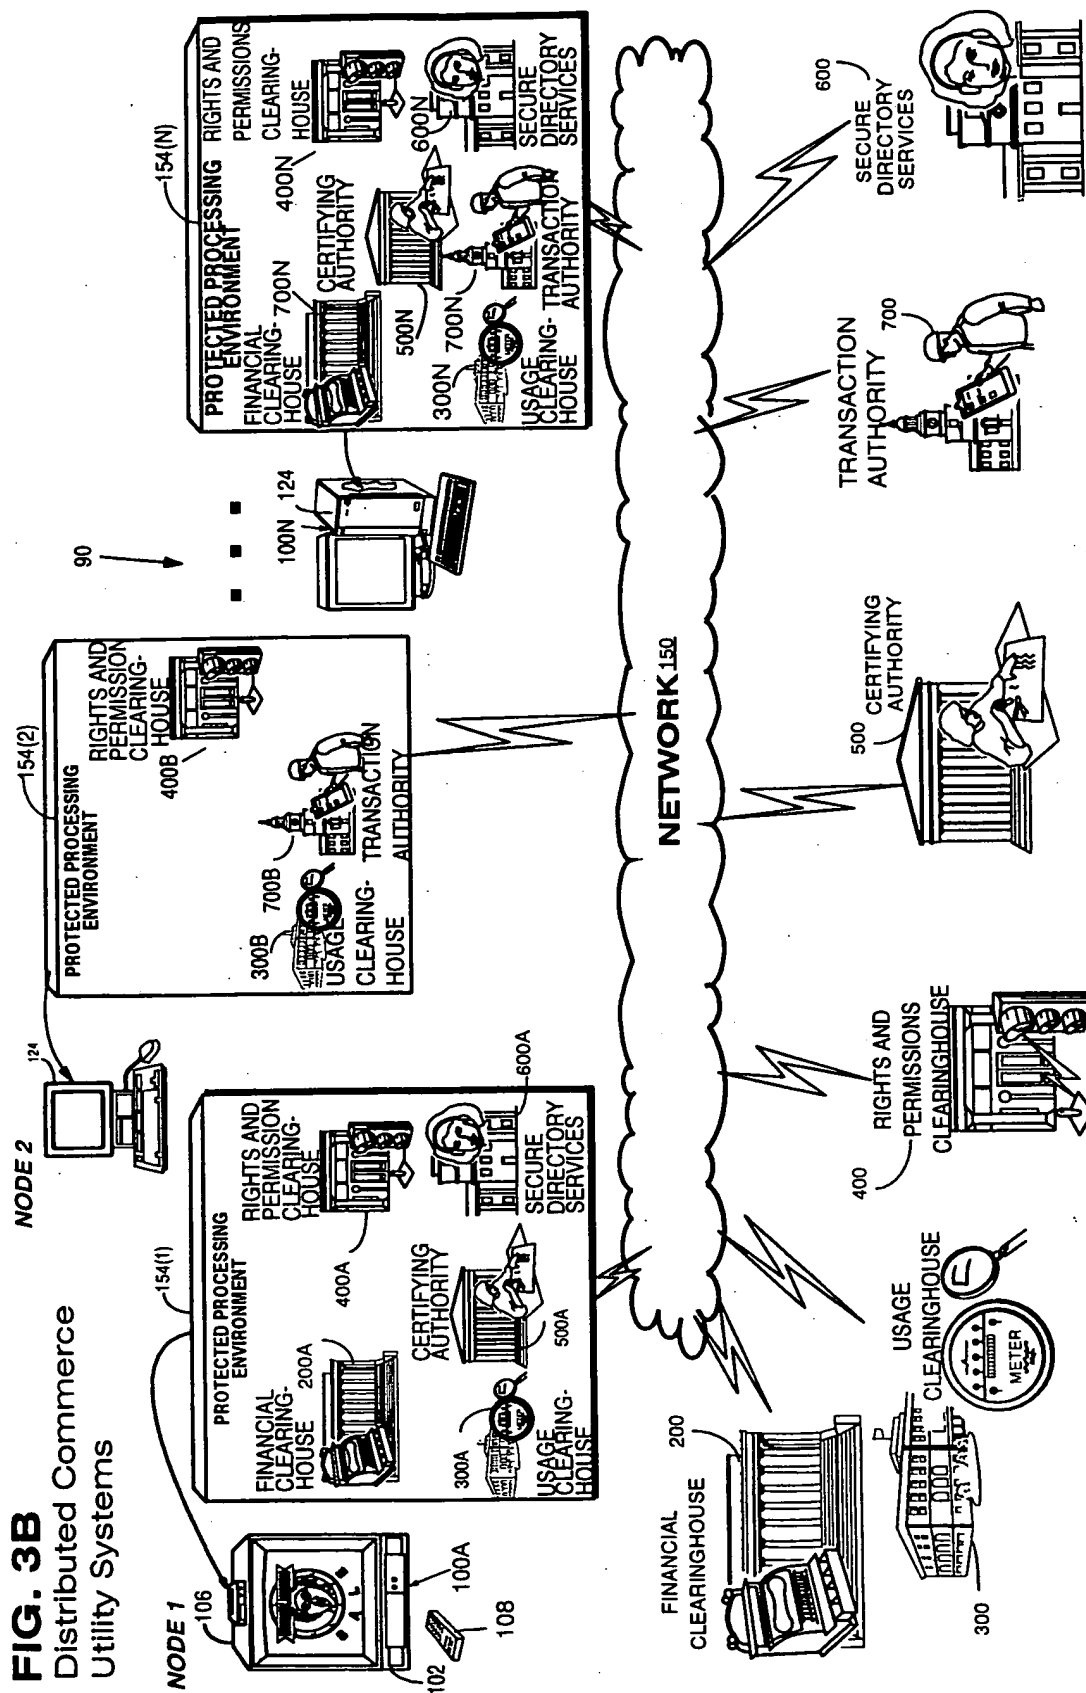 FIG. 3B
Distributed Commerce
Utility Systems
NODE 1
106
102
108
100A
NODE 2
124
154(1)
PROTECTED PROCESSING
ENVIRONMENT
FINANCIAL
CLEARING-
HOUSE
200A
RIGHTS AND
PERMISSION
CLEARING-
HOUSE
400A
CERTIFYING
AUTHORITY
500A
300A
USAGE
CLEARING-
HOUSE
SECURE
DIRECTORY
SERVICES
600A
154(2)
PROTECTED PROCESSING
ENVIRONMENT
RIGHTS AND
PERMISSION
CLEARING-
HOUSE
400B
300B
USAGE
CLEARING-
HOUSE
700B
TRANSACTION
AUTHORITY
90
100N
124
154(N)
PROTECTED PROCESSING
ENVIRONMENT
RIGHTS AND
PERMISSIONS
CLEARING-
HOUSE
400N
FINANCIAL
CLEARING-
HOUSE
700N
CERTIFYING
AUTHORITY
500N
600N
SECURE
DIRECTORY
SERVICES
300N
USAGE
CLEARING-
HOUSE
700N
TRANSACTION
AUTHORITY
NETWORK 150
FINANCIAL
CLEARINGHOUSE
200
300
USAGE
CLEARINGHOUSE
METER
400
RIGHTS AND
PERMISSIONS
CLEARINGHOUSE
500
CERTIFYING
AUTHORITY
TRANSACTION
AUTHORITY
700
600
SECURE
DIRECTORY
SERVICES